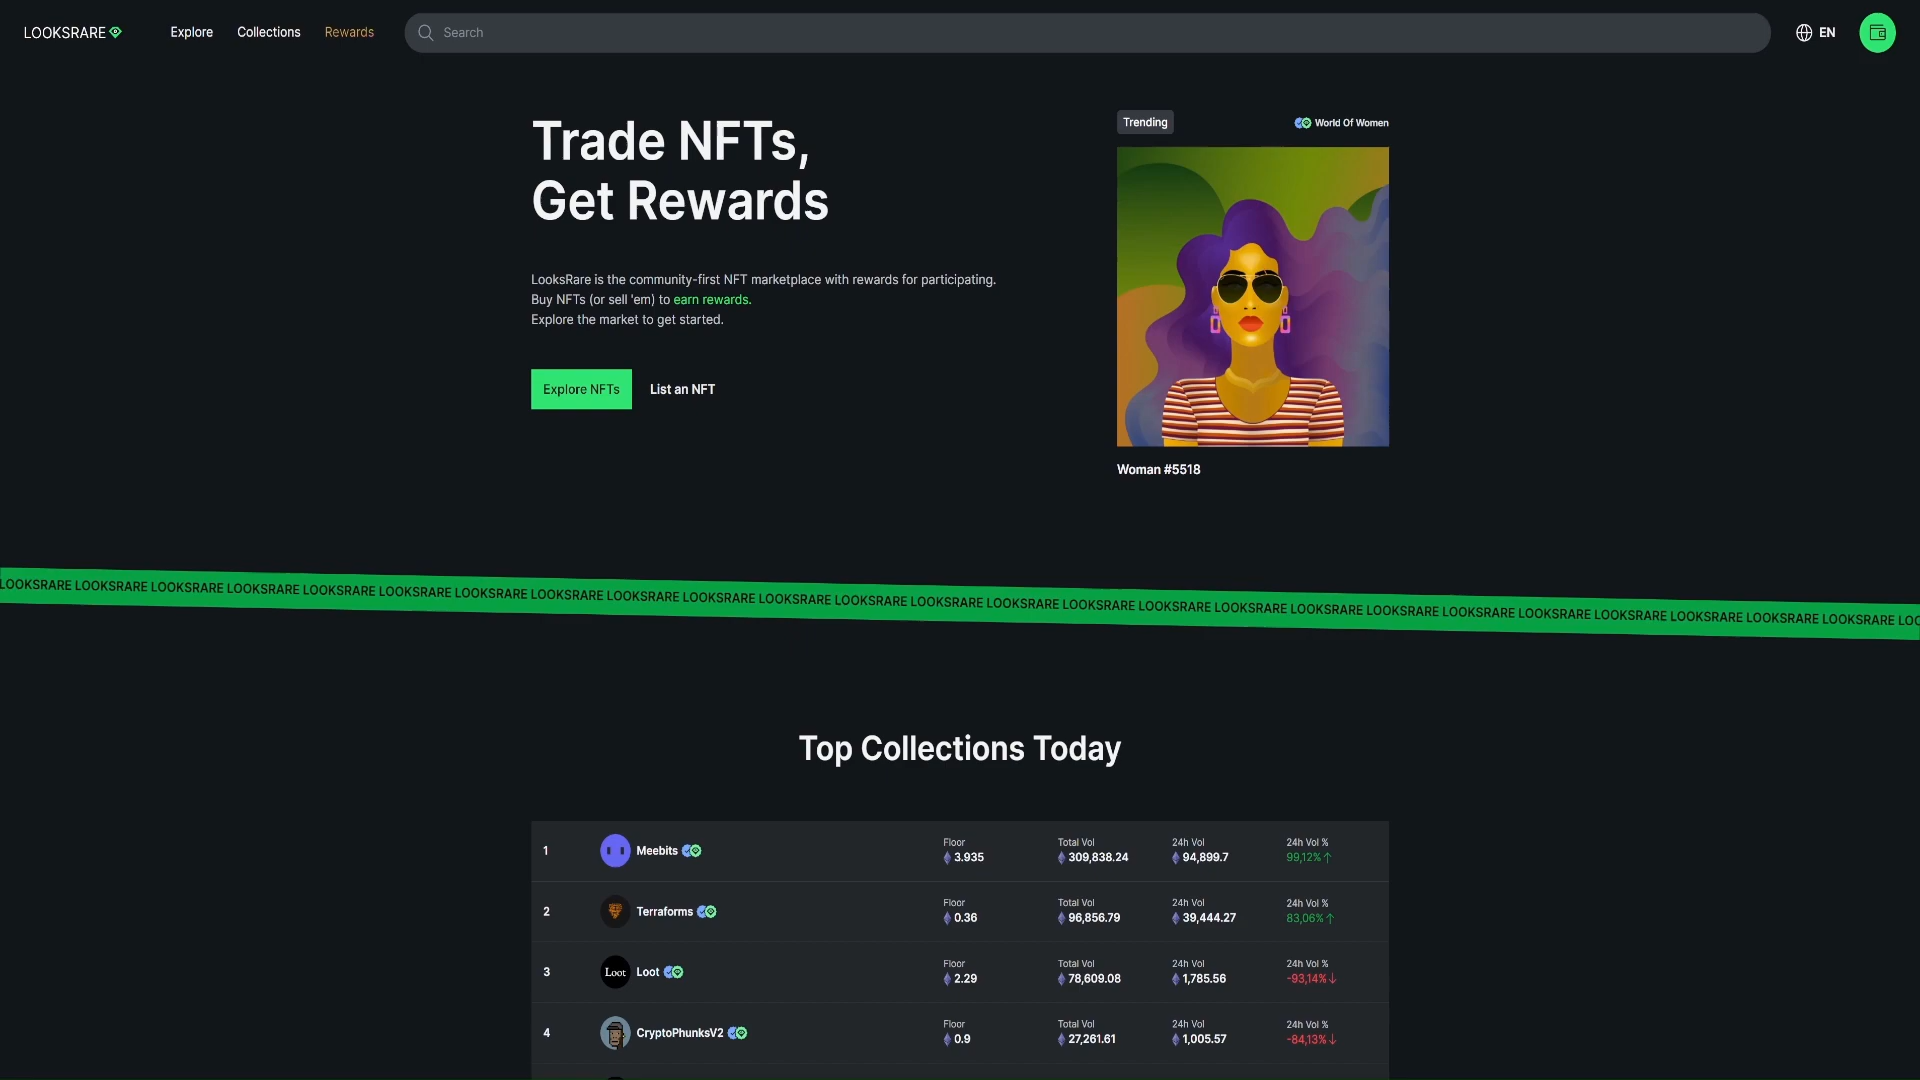 LOOKSRARE
Explore
Collections
Rewards
Search
EN
Trade NFTs,
Get Rewards
LooksRare is the community-first NFT marketplace with rewards for participating.
Buy NFTs (or sell 'em) to earn rewards.
Explore the market to get started.
Explore NFTs
List an NFT
Trending
World Of Women
Woman #5518
LOOKSRARE LOOKSRARE LOOKSRARE LOOKSRARE LOOKSRARE LOOKSRARE LOOKSRARE LOOKSRARE LOOKSRARE LOOKSRARE LOOKSRARE LOOKSRARE LOOKSRARE LOOKSRARE LOOKSRARE LOOKSRARE LOOKSRARE LOOKSRARE LOOKSRARE LOOKSRARE LOOKSRARE LOOKSRARE LOOKSRARE LOOKSRARE LOOKSRARE LOO
Top Collections Today
1 Meebits
Floor Total Vol 24h Vol 24h Vol %
3.935 309,838.24 94,899.7 99,12%↑
2 Terraforms
Floor Total Vol 24h Vol 24h Vol %
0.36 96,856.79 39,444.27 83,06%↑
3 Loot Loot
Floor Total Vol 24h Vol 24h Vol %
2.29 78,609.08 1,785.56 -93,14%↓
4 CryptoPhunksV2
Floor Total Vol 24h Vol 24h Vol %
0.9 27,261.61 1,005.57 -84,13%↓